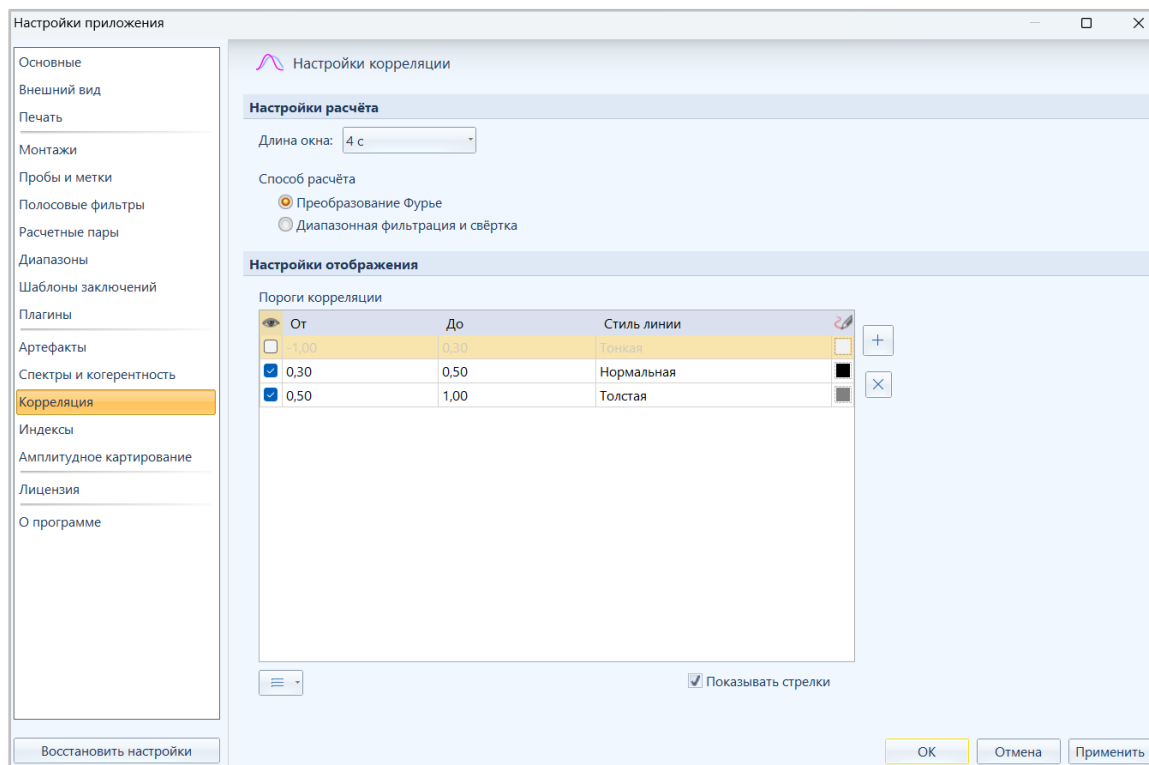 Настройки приложения
Основные
Внешний вид
Печать
Монтажи
Пробы и метки
Полосовые фильтры
Расчетные пары
Диапазоны
Шаблоны заключений
Плагины
Артефакты
Спектры и когерентность
Корреляция
Индексы
Амплитудное картирование
Лицензия
О программе
Восстановить настройки
Настройки корреляции
Настройки расчёта
Длина окна: 4 с
Способ расчёта
Преобразование Фурье
Диапазонная фильтрация и свёртка
Настройки отображения
Пороги корреляции
От До Стиль линии
-1,00 0,30 Тонкая
0,30 0,50 Нормальная
0,50 1,00 Толстая
Показывать стрелки
ОК Отмена Применить